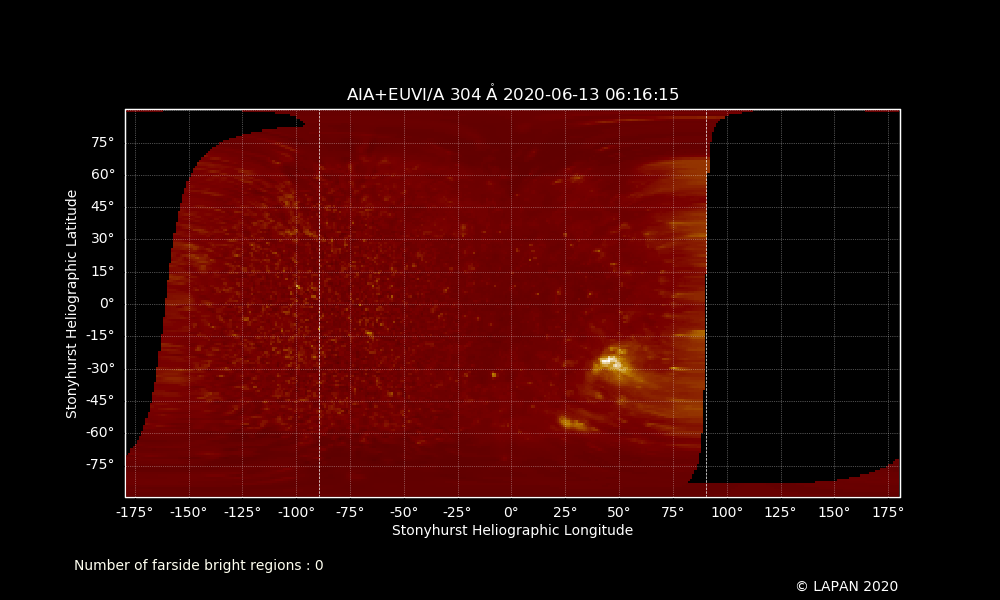 AIA+EUVI/A 304 Å 2020-06-13 06:16:15
75°
60°
45°
30°
15°
0°
-15°
-30°
-45°
-60°
-75°
Stonyhurst Heliographic Latitude
-175° -150° -125° -100° -75° -50° -25° 0° 25° 50° 75° 100° 125° 150° 175°
Stonyhurst Heliographic Longitude
Number of farside bright regions : 0
© LAPAN 2020